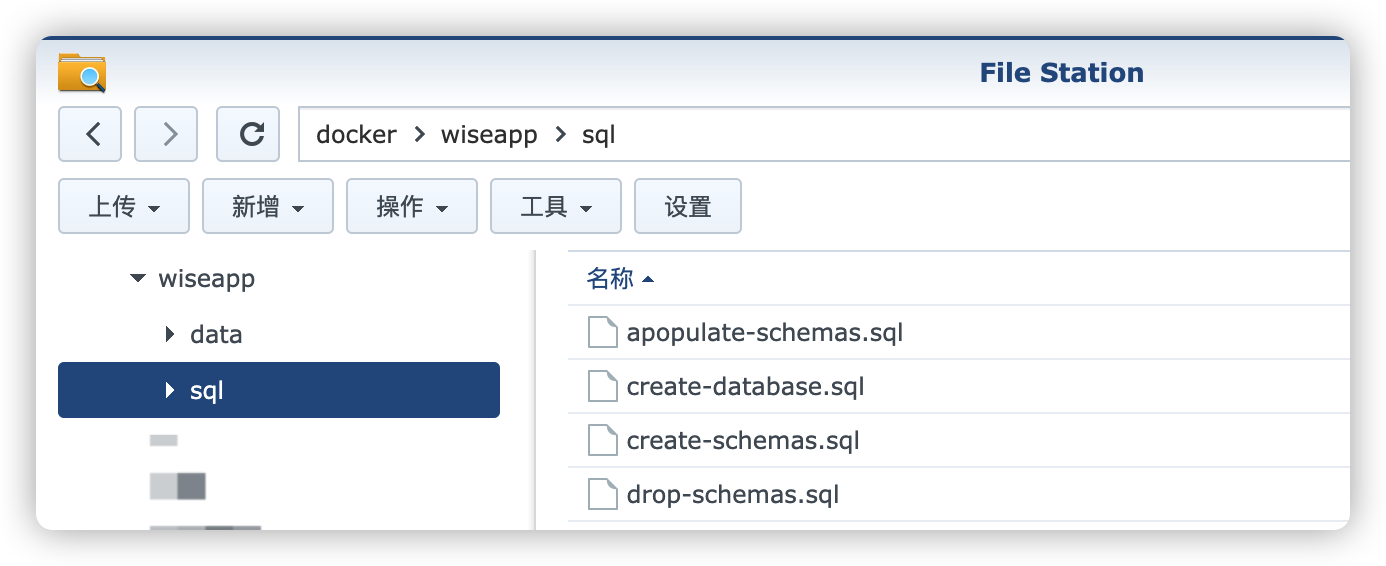 File Station
docker > wiseapp > sql
上传 新增 操作 工具 设置
wiseapp
data
sql
名称
apopulate-schemas.sql
create-database.sql
create-schemas.sql
drop-schemas.sql